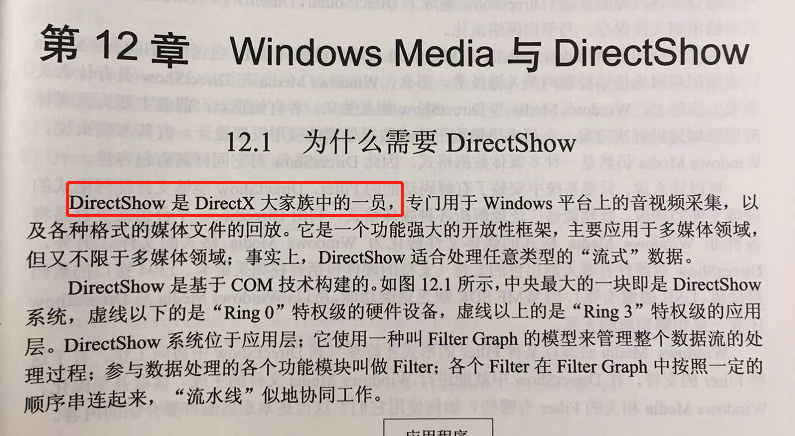 第 12 章 Windows Media 与 DirectShow
12.1 为什么需要 DirectShow
DirectShow 是 DirectX 大家族中的一员，专门用于 Windows 平台上的音视频采集，以
及各种格式的媒体文件的回放。它是一个功能强大的开放性框架，主要应用于多媒体领域，
但又不限于多媒体领域；事实上，DirectShow 适合处理任意类型的“流式”数据。
DirectShow 是基于 COM 技术构建的。如图 12.1 所示，中央最大的一块即是 DirectShow
系统，虚线以下的是“Ring 0”特权级的硬件设备，虚线以上的是“Ring 3”特权级的应用
层。DirectShow 系统位于应用层；它使用一种叫 Filter Graph 的模型来管理整个数据流的处
理过程；参与数据处理的各个功能模块叫做 Filter；各个 Filter 在 Filter Graph 中按照一定的
顺序串连起来，“流水线”似地协同工作。
应用程序